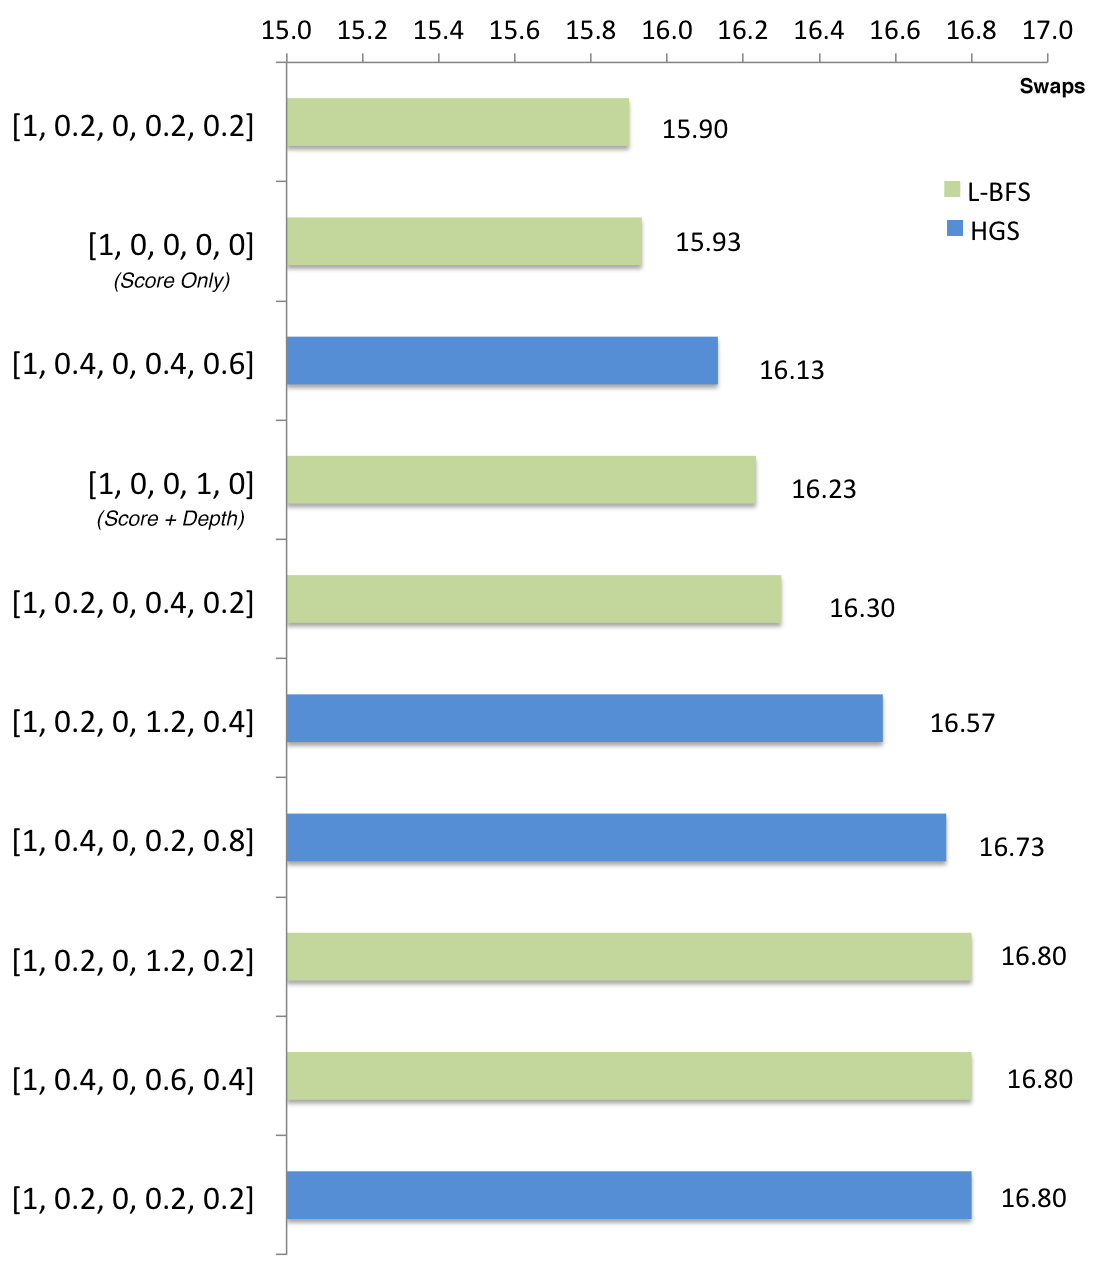 15.0 15.2 15.4 15.6 15.8 16.0 16.2 16.4 16.6 16.8 17.0
Swaps
[1, 0.2, 0, 0.2, 0.2] 15.90
L-BFS
HGS
[1, 0, 0, 0, 0] 15.93
(Score Only)
[1, 0.4, 0, 0.4, 0.6] 16.13
[1, 0, 0, 1, 0] 16.23
(Score + Depth)
[1, 0.2, 0, 0.4, 0.2] 16.30
[1, 0.2, 0, 1.2, 0.4] 16.57
[1, 0.4, 0, 0.2, 0.8] 16.73
[1, 0.2, 0, 1.2, 0.2] 16.80
[1, 0.4, 0, 0.6, 0.4] 16.80
[1, 0.2, 0, 0.2, 0.2] 16.80